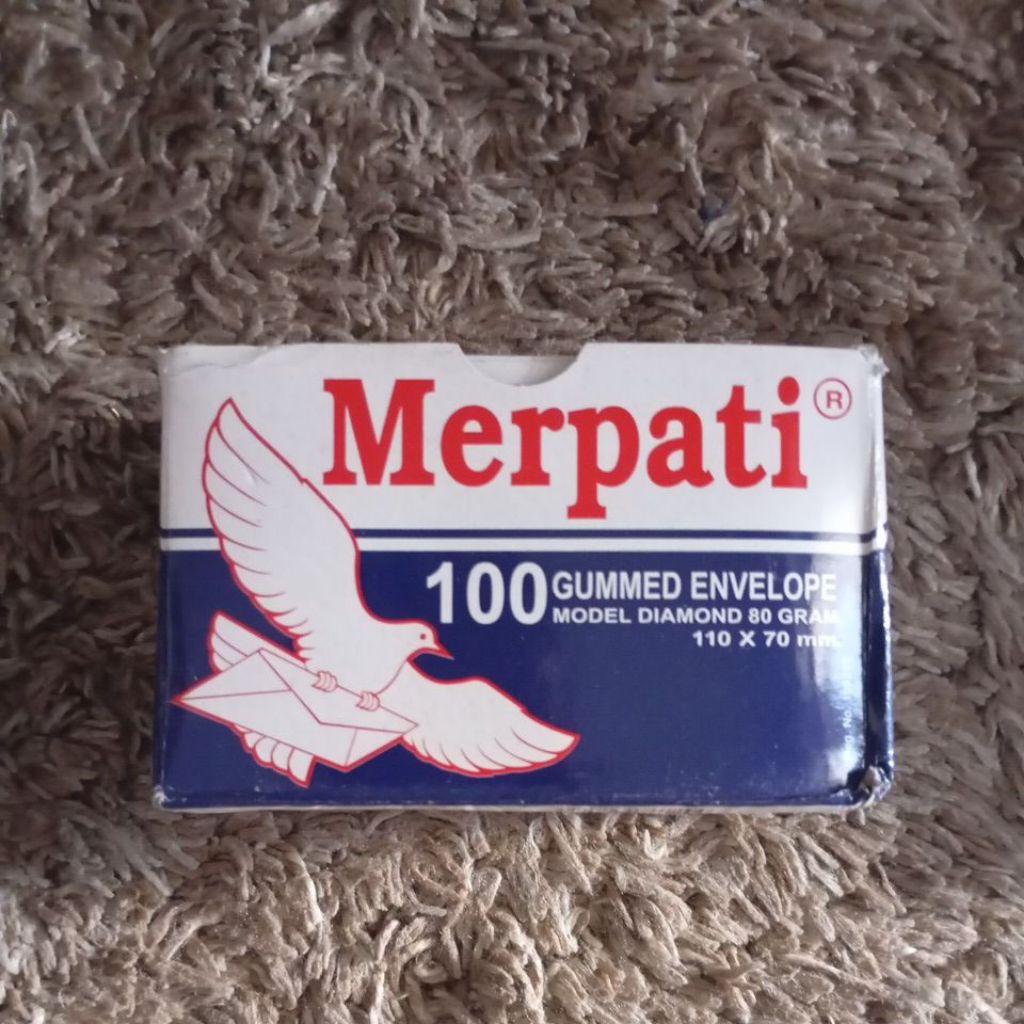 Merpati ®
100 GUMMED ENVELOPE
MODEL DIAMOND 80 GRAM
110 X 70 mm.